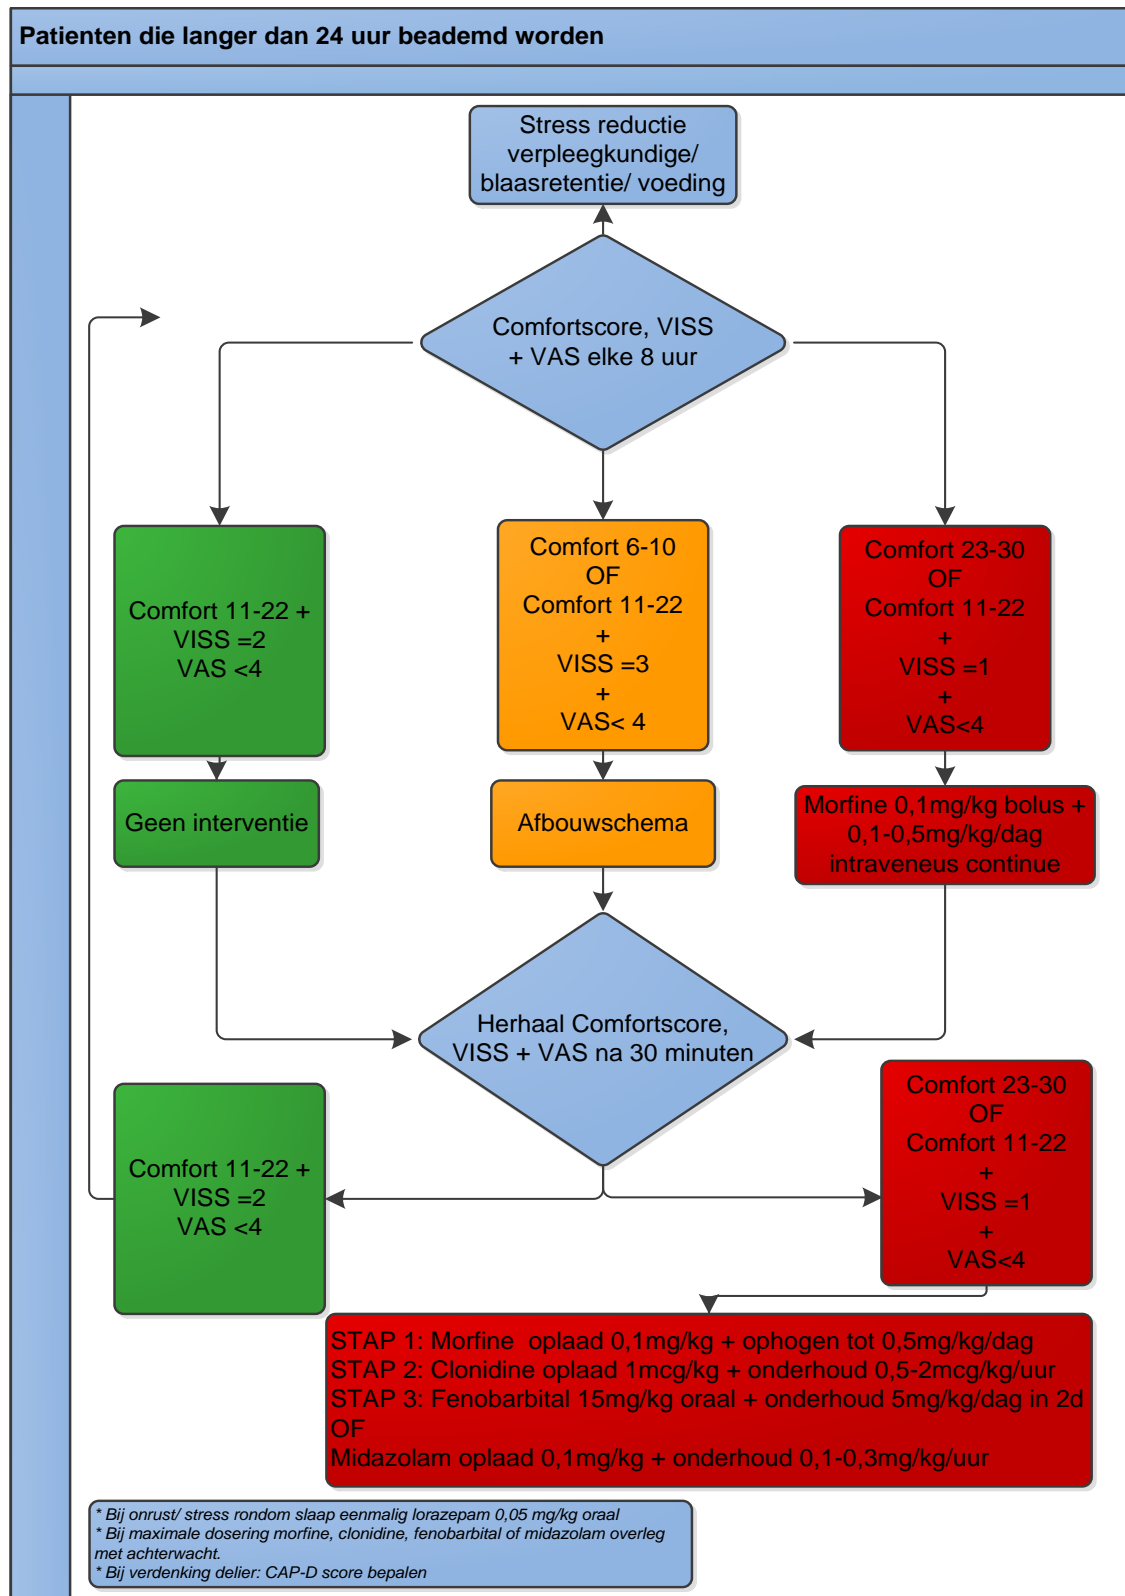 Patienten die langer dan 24 uur beademd worden
Stress reductie
verpleegkundige/
blaasretentie/ voeding
Comfortscore, VISS
+ VAS elke 8 uur
Comfort 11-22 +
VISS =2
VAS <4
Comfort 6-10
OF
Comfort 11-22
+
VISS =3
+
VAS< 4
Comfort 23-30
OF
Comfort 11-22
+
VISS =1
+
VAS<4
Geen interventie
Afbouwschema
Morfine 0,1mg/kg bolus +
0,1-0,5mg/kg/dag
intraveneus continue
Herhaal Comfortscore,
VISS + VAS na 30 minuten
Comfort 11-22 +
VISS =2
VAS <4
Comfort 23-30
OF
Comfort 11-22
+
VISS =1
+
VAS<4
STAP 1: Morfine oplaad 0,1mg/kg + ophogen tot 0,5mg/kg/dag
STAP 2: Clonidine oplaad 1mcg/kg + onderhoud 0,5-2mcg/kg/uur
STAP 3: Fenobarbital 15mg/kg oraal + onderhoud 5mg/kg/dag in 2d
OF
Midazolam oplaad 0,1mg/kg + onderhoud 0,1-0,3mg/kg/uur
* Bij onrust/ stress rondom slaap eenmalig lorazepam 0,05 mg/kg oraal
* Bij maximale dosering morfine, clonidine, fenobarbital of midazolam overleg
met achterwacht.
* Bij verdenking delier: CAP-D score bepalen